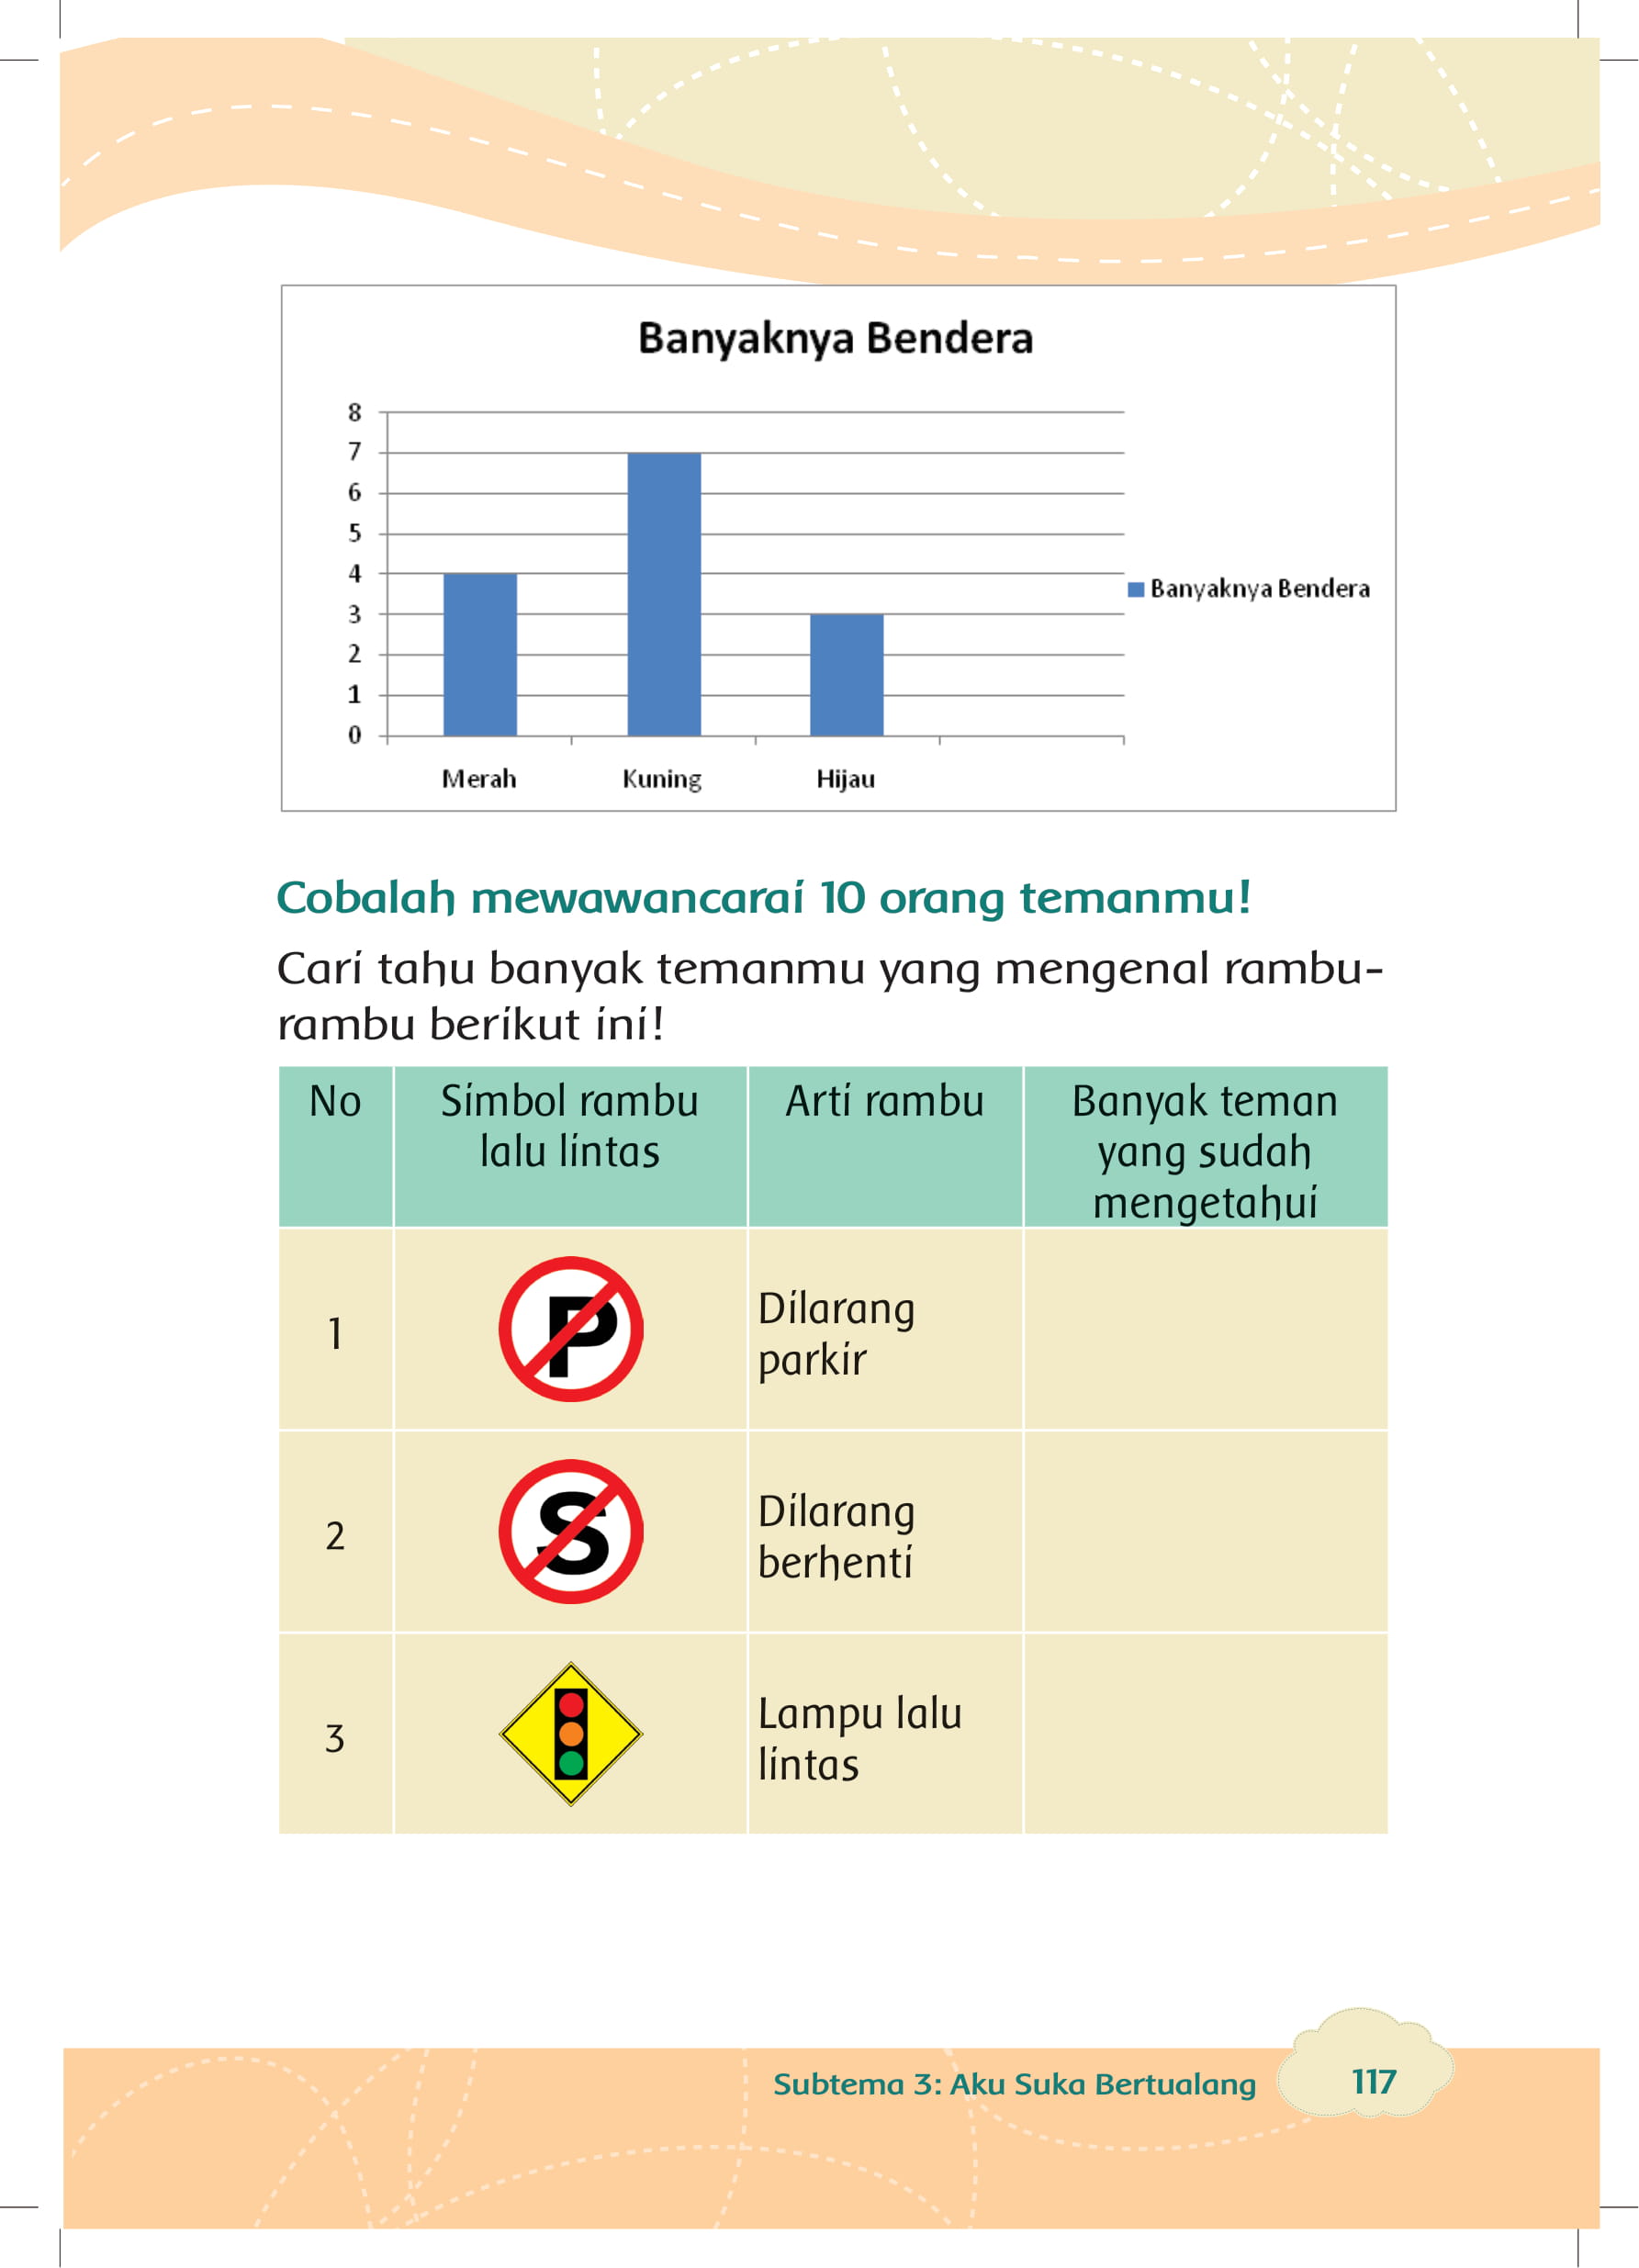 Banyaknya Bendera
8
7
6
5
4
3
2
1
0
Merah Kuning Hijau
Banyaknya Bendera
Cobalah mewawancarai 10 orang temanmu!
Cari tahu banyak temanmu yang mengenal rambu-
rambu berikut ini!
No
Simbol rambu
lalu lintas
Arti rambu
Banyak teman
yang sudah
mengetahui
1
P
Dilarang
parkir
2
S
Dilarang
berhenti
3
Lampu lalu
lintas
Subtema 3: Aku Suka Bertualang
117